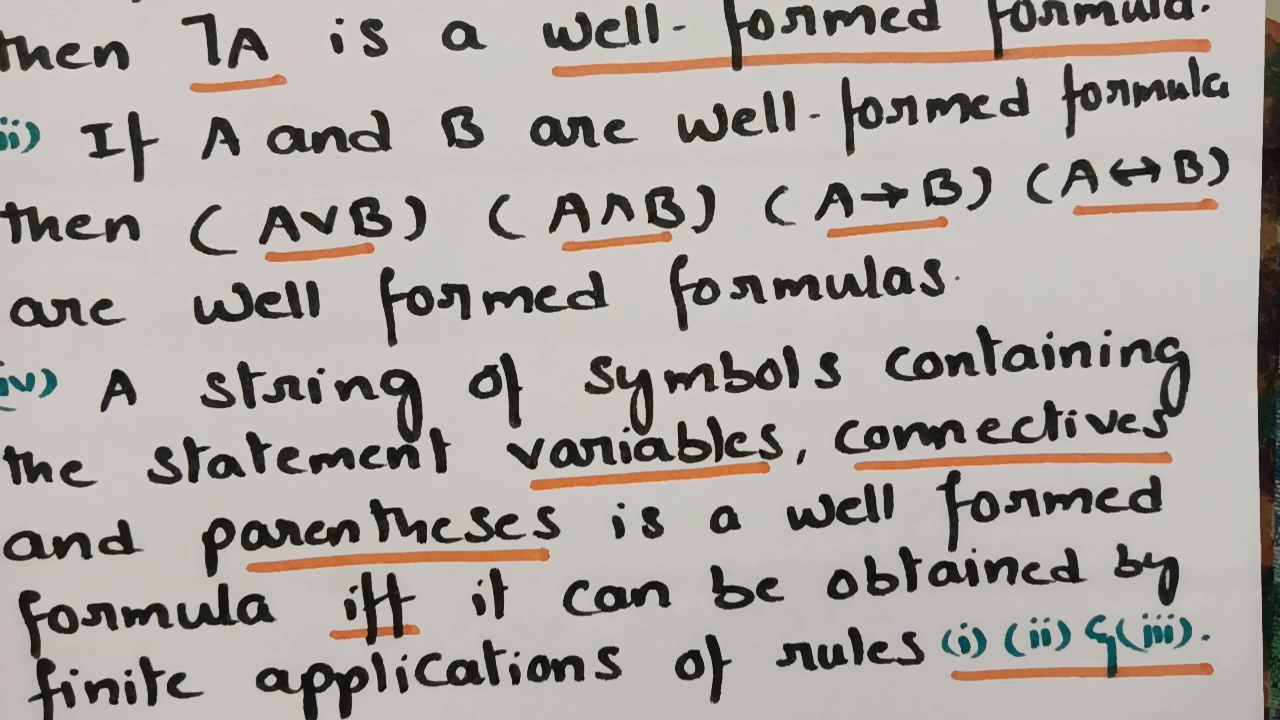 then ⌉A is a well-formed formula.
ii) If A and B are well-formed formula
then (A∨B) (A∧B) (A→B) (A↔B)
are well formed formulas.
iv) A string of symbols containing
the statement variables, connectives
and parentheses is a well formed
formula iff it can be obtained by
finite applications of rules (i) (ii) &(iii).